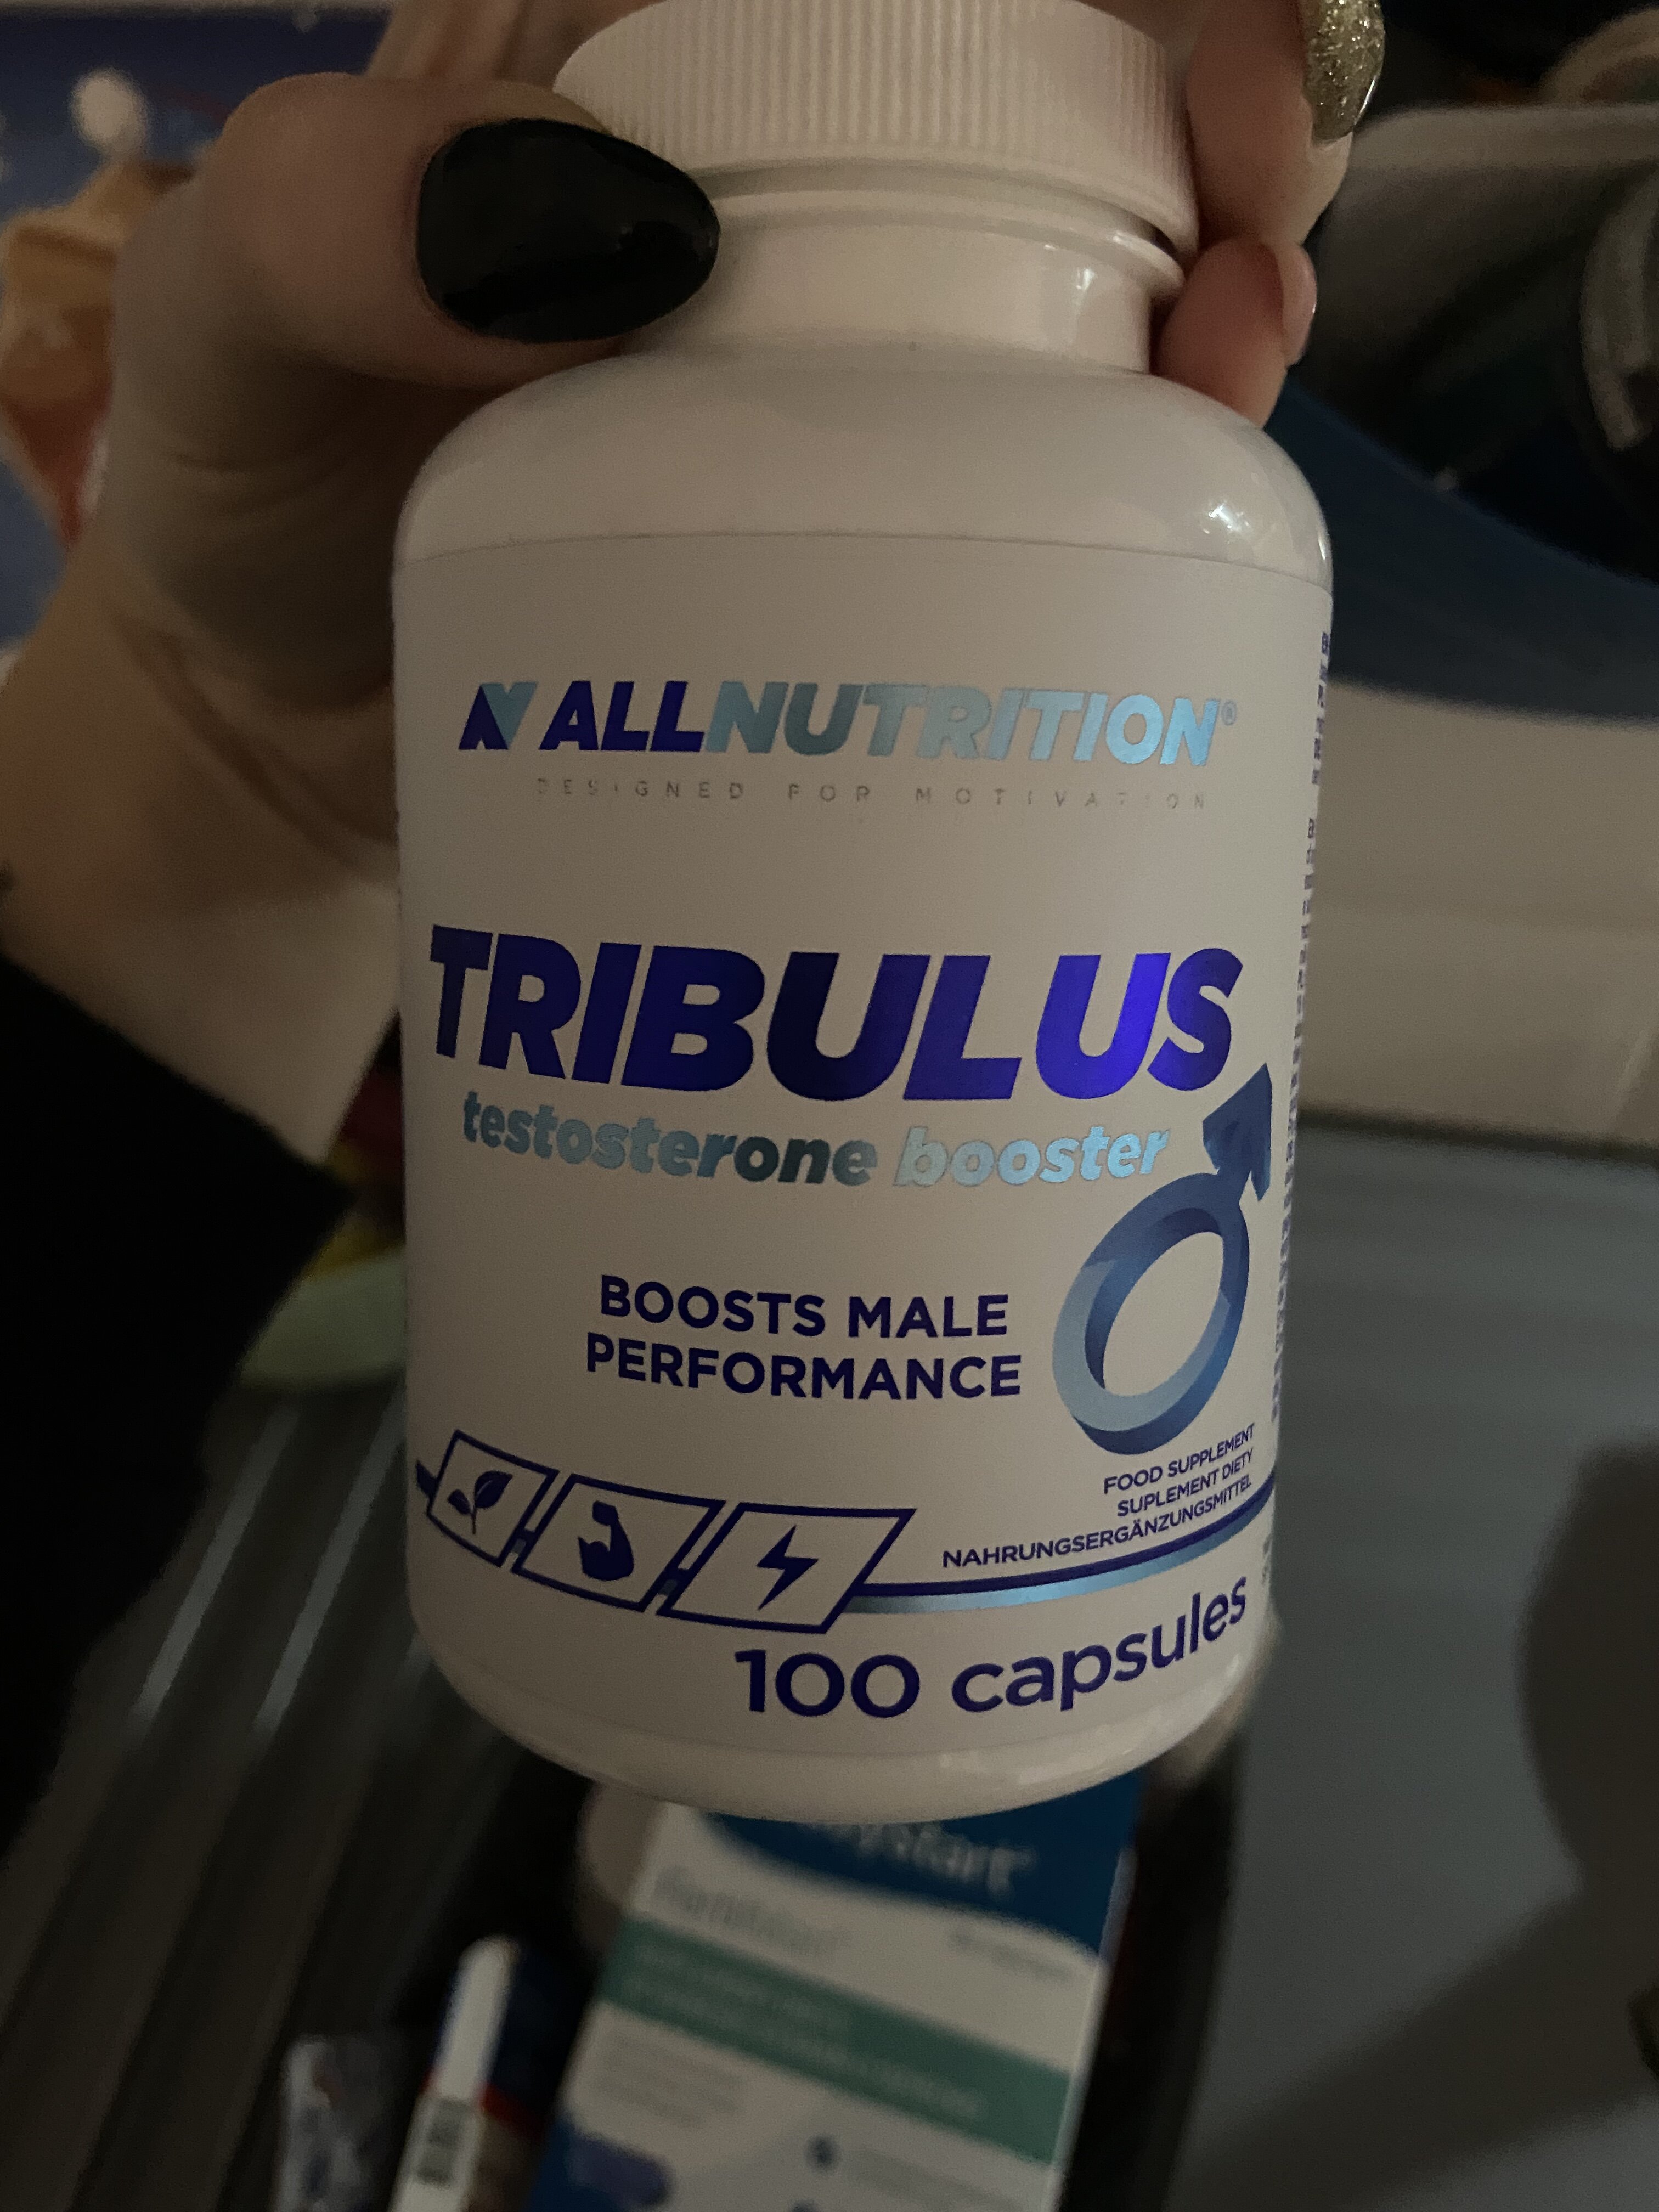 ALLNUTRITION®
DESIGNED FOR MOTIVATION
TRIBULUS
testosterone booster
BOOSTS MALE
PERFORMANCE
FOOD SUPPLEMENT
SUPLEMENT DIETY
NAHRUNGSERGÄNZUNGSMITTEL
100 capsules